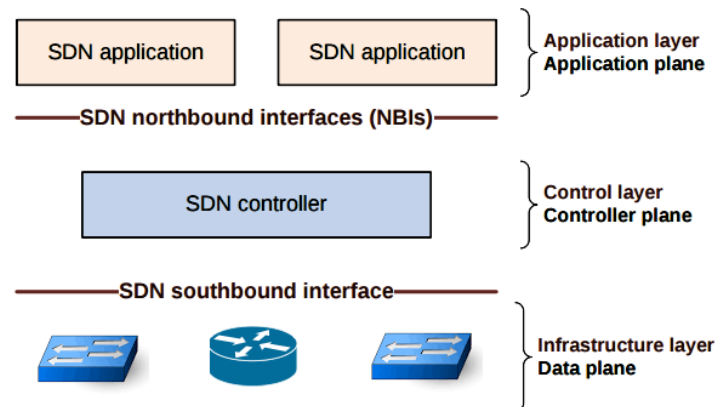 SDN application
SDN application
Application layer
Application plane
SDN northbound interfaces (NBIs)
SDN controller
Control layer
Controller plane
SDN southbound interface
Infrastructure layer
Data plane